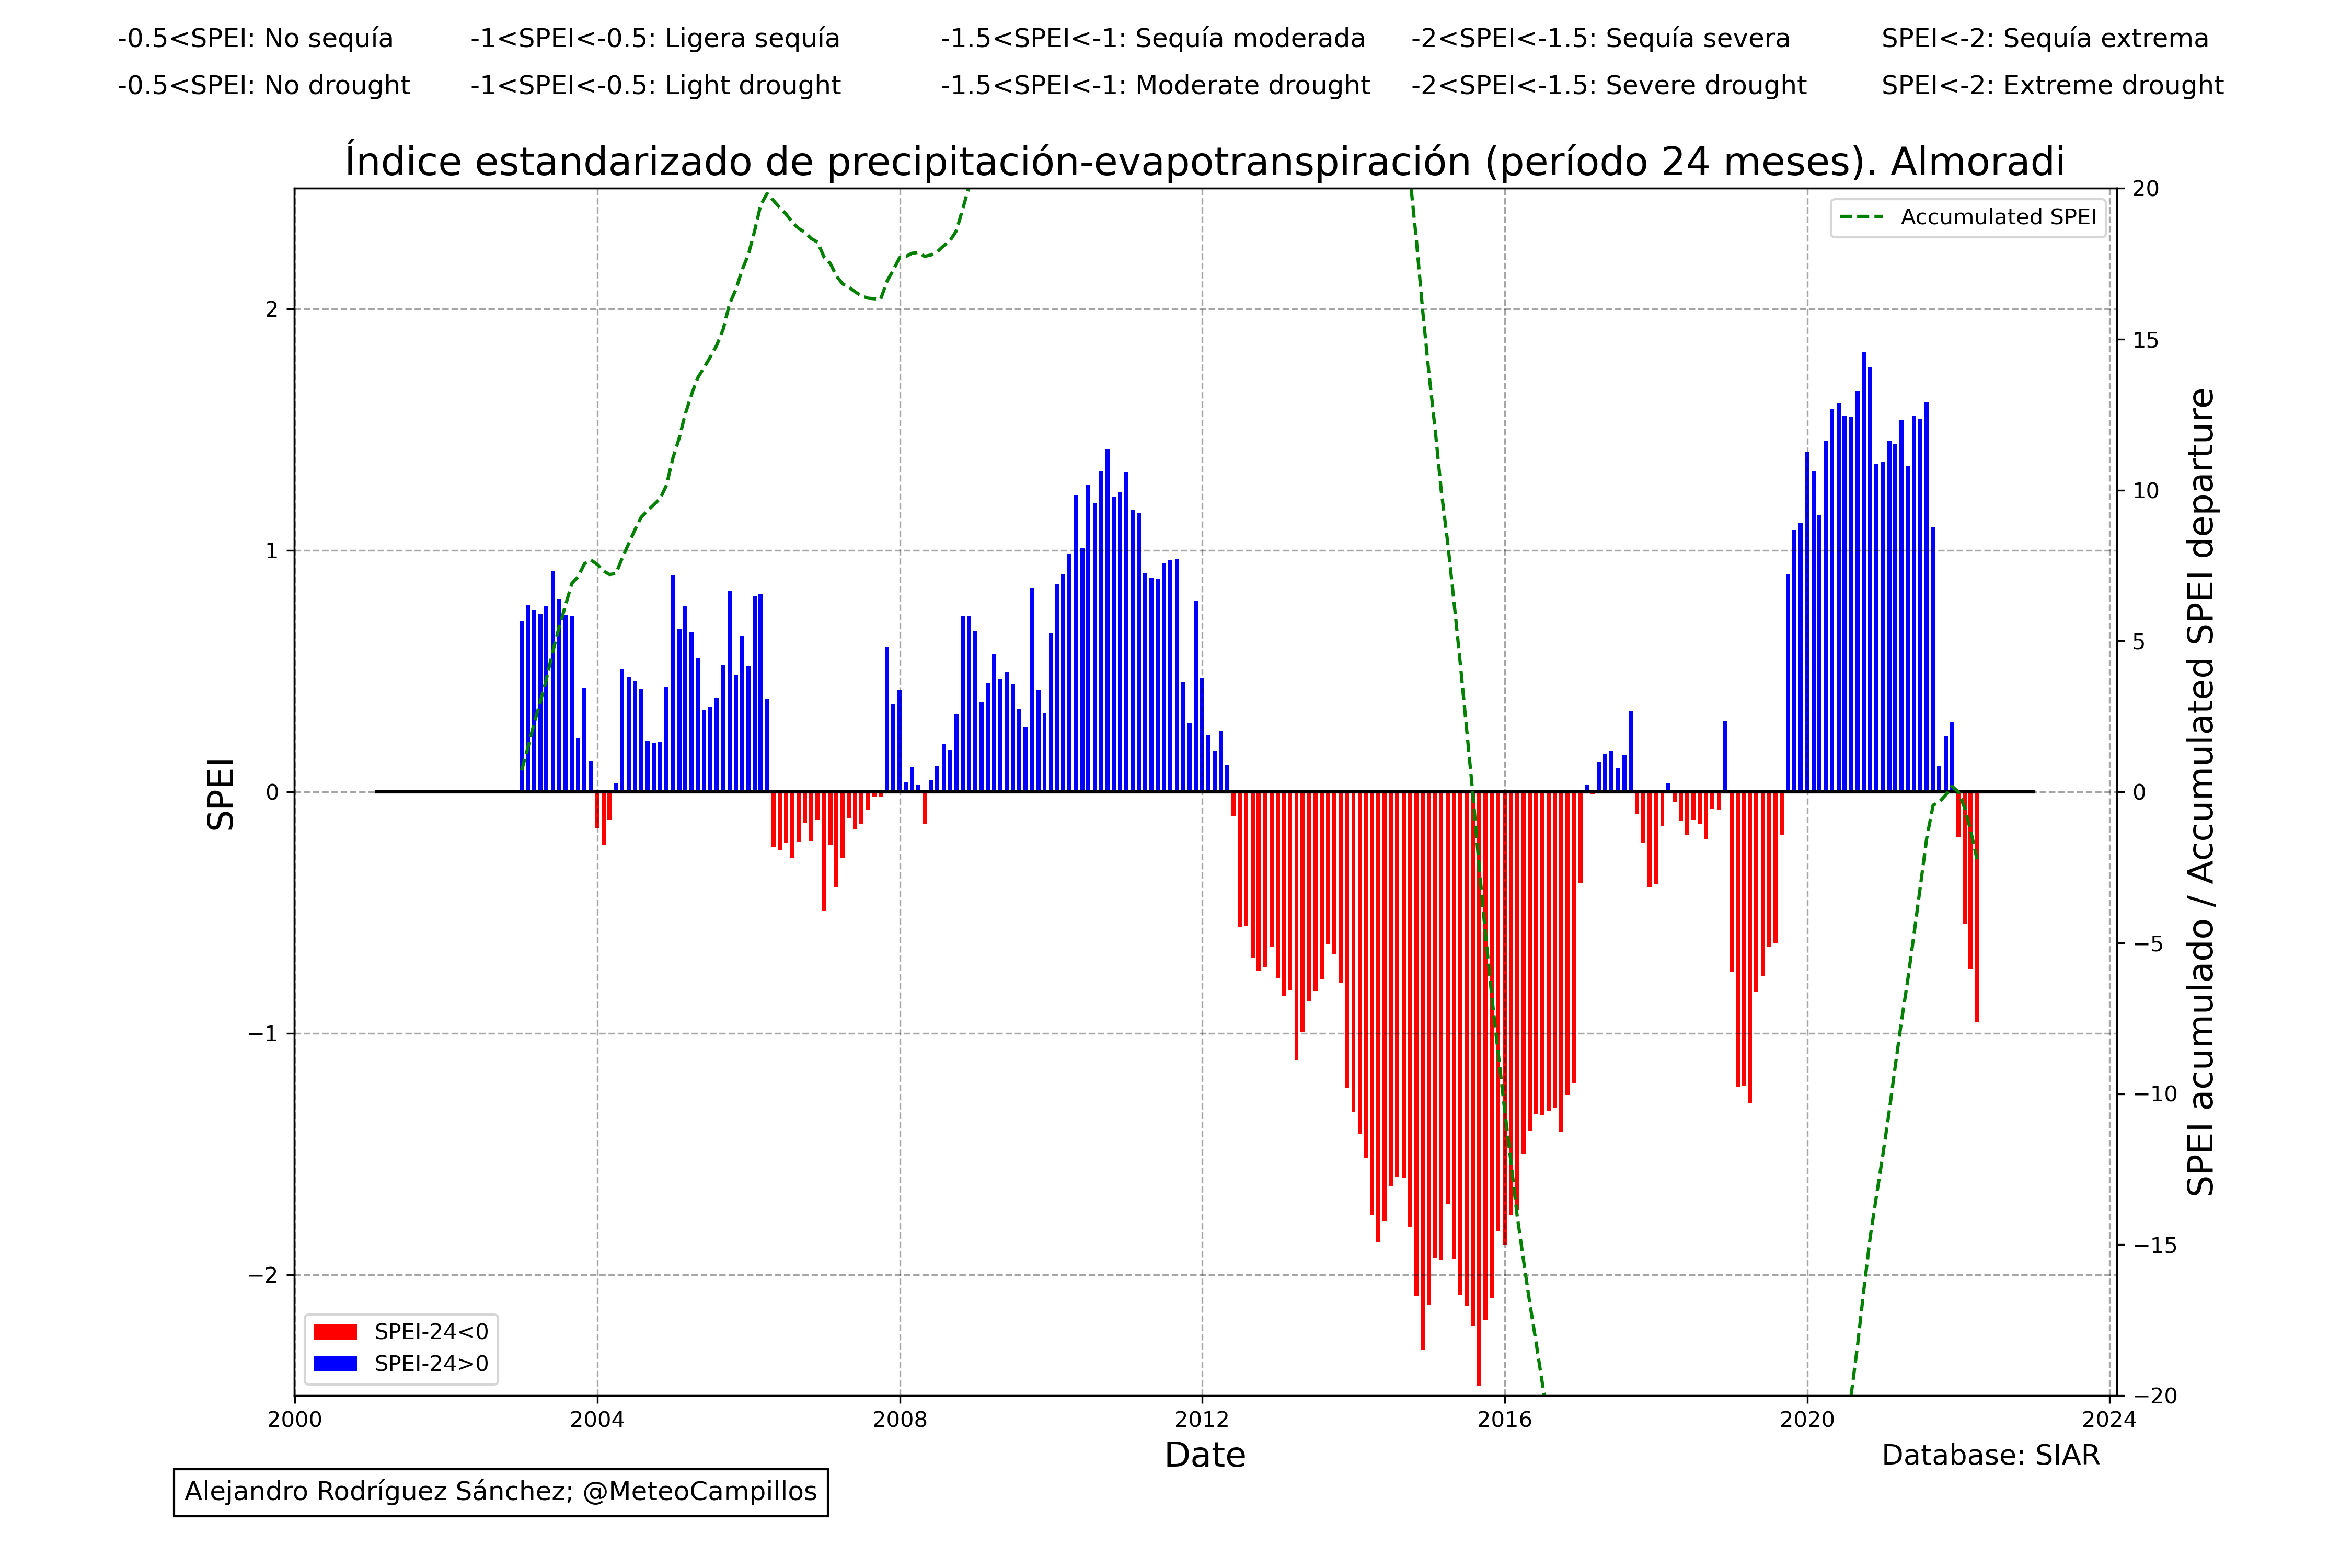 -0.5<SPEI: No sequía -1<SPEI<-0.5: Ligera sequía -1.5<SPEI<-1: Sequía moderada -2<SPEI<-1.5: Sequía severa SPEI<-2: Sequía extrema
-0.5<SPEI: No drought -1<SPEI<-0.5: Light drought -1.5<SPEI<-1: Moderate drought -2<SPEI<-1.5: Severe drought SPEI<-2: Extreme drought
Índice estandarizado de precipitación-evapotranspiración (período 24 meses). Almoradi
Accumulated SPEI
SPEI
2
1
0
−1
−2
20
15
10
5
0
−5
−10
−15
−20
SPEI acumulado / Accumulated SPEI departure
SPEI-24<0
SPEI-24>0
2000 2004 2008 2012 2016 2020 2024
Date
Database: SIAR
Alejandro Rodríguez Sánchez; @MeteoCampillos